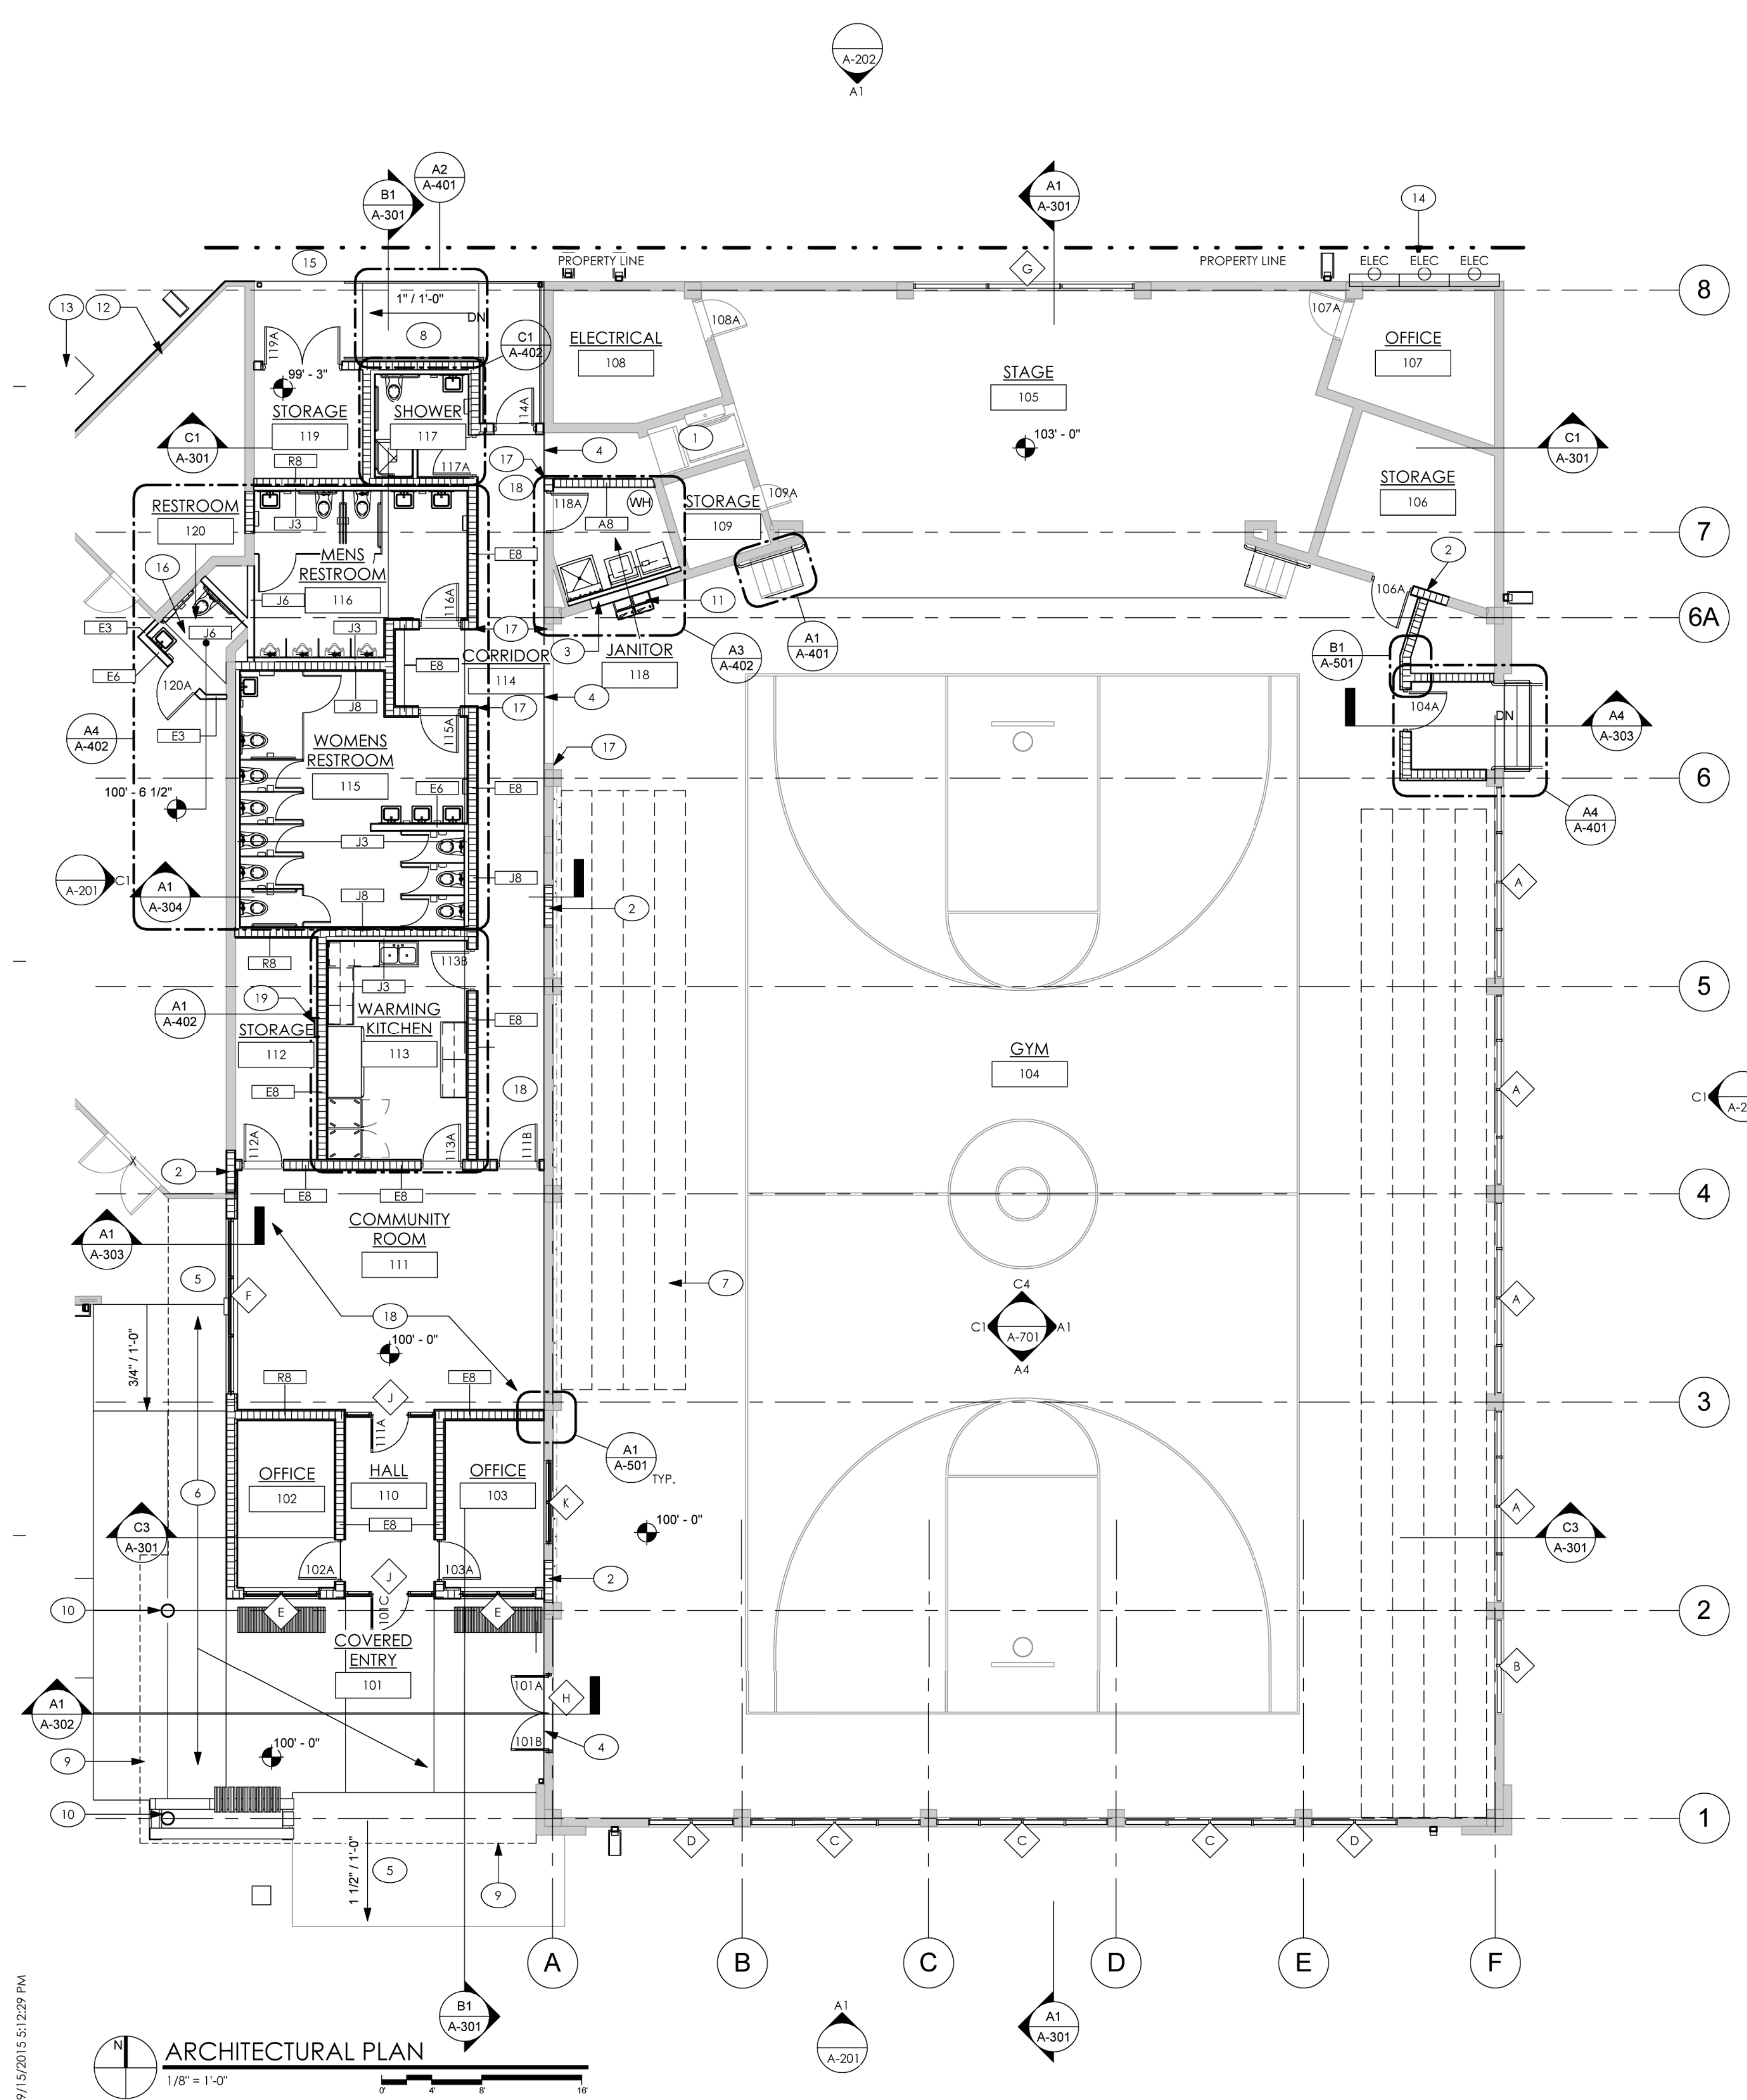 A-202
A1
A2
A-401
B1
A-301
A1
A-301
14
15
PROPERTY LINE
PROPERTY LINE
ELEC
ELEC
ELEC
G
8
13
12
1" / 1'-0"
DN
8
C1
A-402
119A
108A
107A
ELECTRICAL
108
OFFICE
107
STAGE
105
99' - 3"
STORAGE
119
SHOWER
117
114A
103' - 0"
C1
A-301
1
4
C1
A-301
R8
117A
17
18
STORAGE
106
RESTROOM
120
J3
118A
WH
A8
STORAGE
109
109A
7
2
16
MENS
RESTROOM
116
E8
J6
116A
11
106A
E3
J6
J3
17
3
6A
E8
CORRIDOR
114
JANITOR
118
A3
A-402
A1
A-401
B1
A-501
E6
120A
J8
4
17
104A
DN
A4
A-303
A4
A-402
E3
WOMENS
RESTROOM
115
115A
17
100' - 6 1/2"
E6
E8
6
A4
A-401
J3
A-201
C1
A1
A-304
J8
J8
2
A
R8
113B
J3
5
A1
A-402
19
STORAGE
112
WARMING
KITCHEN
113
E8
GYM
104
E8
18
A
C1
A-2
112A
113A
111B
X
2
E8
E8
4
A1
A-303
COMMUNITY
ROOM
111
5
F
7
18
C4
C1
A-701
A1
A4
A
3/4" / 1'-0"
100' - 0"
R8
J
E8
3
111A
A1
A-501
TYP.
OFFICE
102
HALL
110
OFFICE
103
6
K
A
C3
A-301
E8
100' - 0"
C3
A-301
102A
J
103A
2
10
E
101C
E
2
COVERED
ENTRY
101
B
101A
H
A1
A-302
101B
4
9
100' - 0"
10
1
D
C
C
C
D
1 1/2" / 1'-0"
5
9
A
B
C
D
E
F
B1
A-301
A1
A-201
A1
A-301
N
ARCHITECTURAL PLAN
1/8" = 1'-0"
0'
4'
8'
16'
9/15/2015 5:12:29 PM